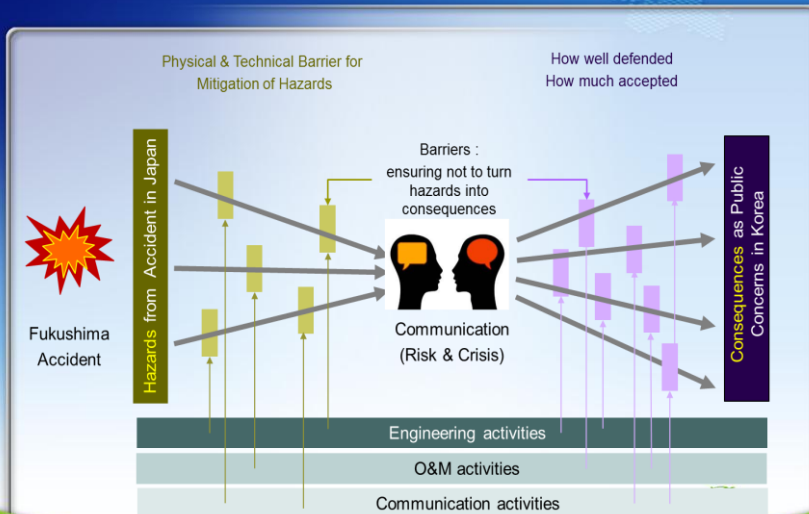 Physical & Technical Barrier for
Mitigation of Hazards
How well defended
How much accepted
Barriers :
ensuring not to turn
hazards into
consequences
Hazards from Accident in Japan
Fukushima
Accident
Communication
(Risk & Crisis)
Consequences as Public
Concerns in Korea
Engineering activities
O&M activities
Communication activities